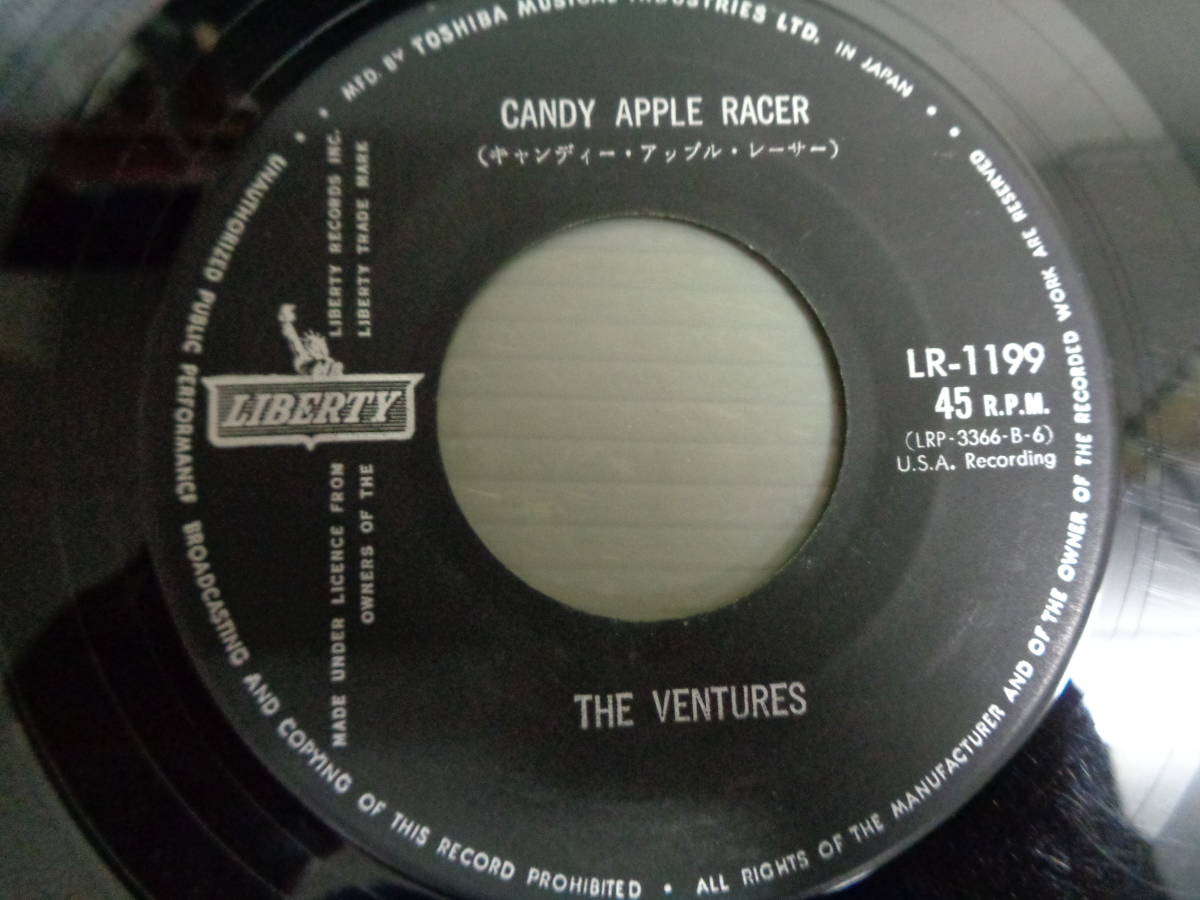 MFD. BY TOSHIBA MUSICAL INDUSTRIES LTD. IN JAPAN
CANDY APPLE RACER
(キャンディー・アップル・レーサー)
LIBERTY RECORDS INC.
LIBERTY TRADE MARK
LIBERTY
MADE UNDER LICENCE FROM
OWNERS OF THE
LR-1199
45 R.P.M.
(LRP-3366-B-6)
U.S.A. Recording
THE VENTURES
UNAUTHORIZED PUBLIC PERFORMANCE BROADCASTING AND COPYING OF THIS RECORD PROHIBITED • ALL RIGHTS OF THE MANUFACTURER AND OF THE OWNER OF THE RECORDED WORK ARE RESERVED